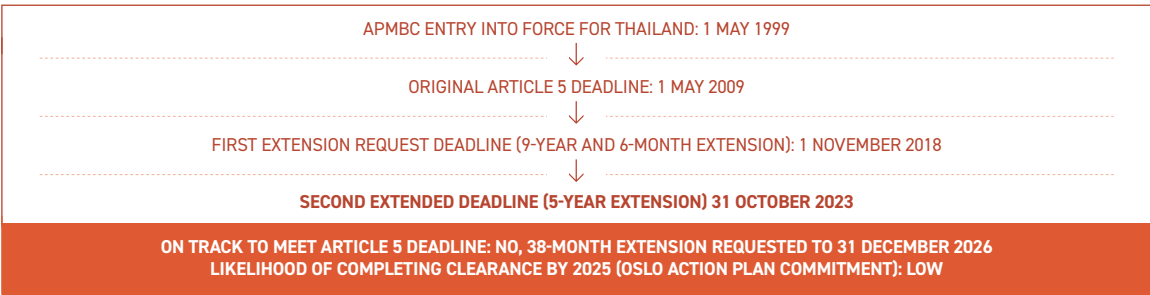 APMBC ENTRY INTO FORCE FOR THAILAND: 1 MAY 1999
ORIGINAL ARTICLE 5 DEADLINE: 1 MAY 2009
FIRST EXTENSION REQUEST DEADLINE (9-YEAR AND 6-MONTH EXTENSION): 1 NOVEMBER 2018
SECOND EXTENDED DEADLINE (5-YEAR EXTENSION) 31 OCTOBER 2023
ON TRACK TO MEET ARTICLE 5 DEADLINE: NO, 38-MONTH EXTENSION REQUESTED TO 31 DECEMBER 2026
LIKELIHOOD OF COMPLETING CLEARANCE BY 2025 (OSLO ACTION PLAN COMMITMENT): LOW